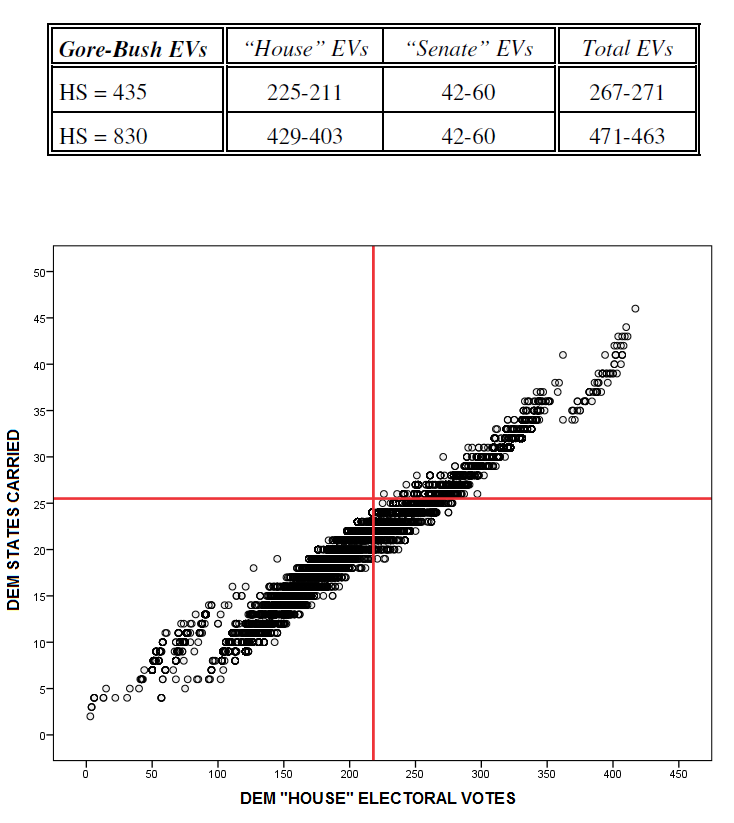 Gore-Bush EVs “House” EVs “Senate” EVs Total EVs
HS = 435 225-211 42-60 267-271
HS = 830 429-403 42-60 471-463
50
45
40
35
30
25
20
15
10
5
0
DEM STATES CARRIED
0 50 100 150 200 250 300 350 400 450
DEM "HOUSE" ELECTORAL VOTES